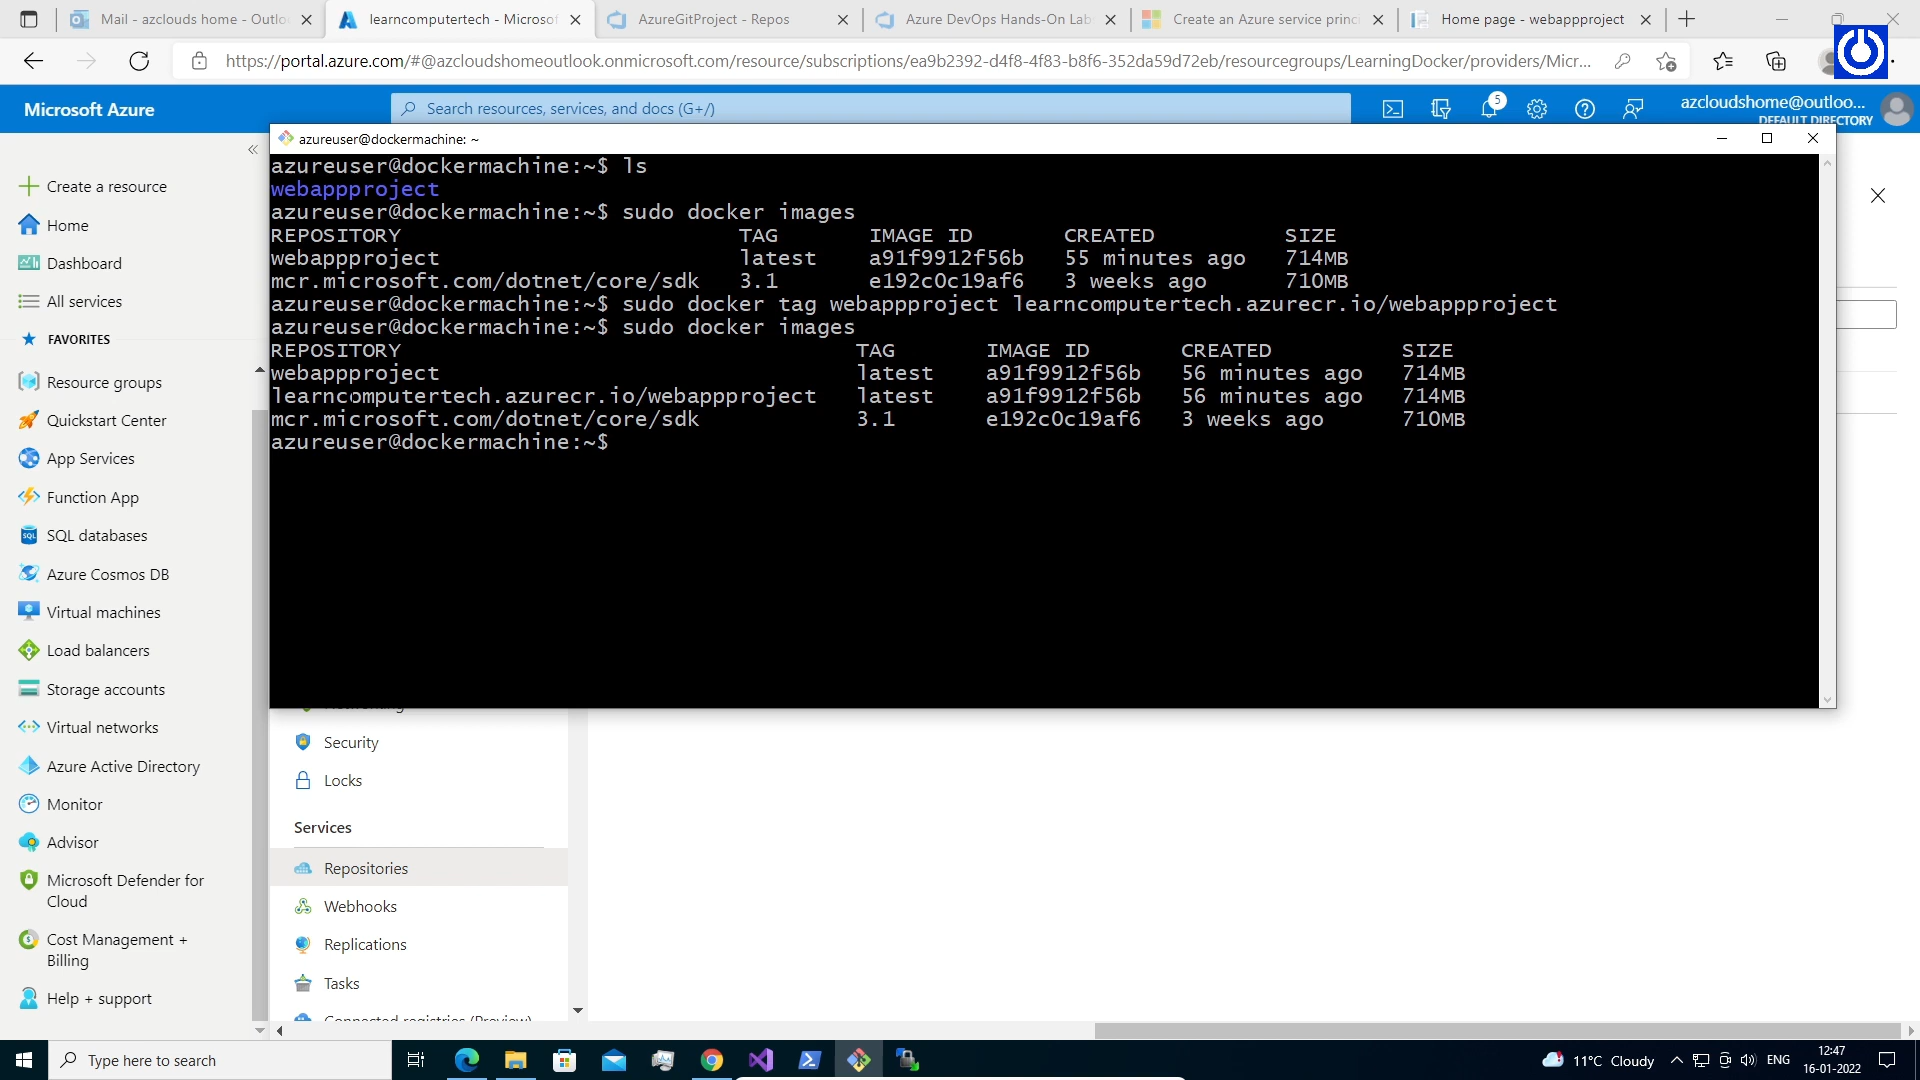 Mail - azclouds home - Outlo
learncomputertech - Microsof
AzureGitProject - Repos
Azure DevOps Hands-On Lab
Create an Azure service princi
Home page - webappproject
https://portal.azure.com/#@azcloudshomeoutlook.onmicrosoft.com/resource/subscriptions/ea9b2392-d4f8-4f83-b8f6-352da59d72eb/resourcegroups/LearningDocker/providers/Micr...
Microsoft Azure
Search resources, services, and docs (G+/)
5
azcloudshome@outloo...
DEFAULT DIRECTORY
azureuser@dockermachine: ~
azureuser@dockermachine:~$ ls
webappproject
azureuser@dockermachine:~$ sudo docker images
REPOSITORY TAG IMAGE ID CREATED SIZE
webappproject latest a91f9912f56b 55 minutes ago 714MB
mcr.microsoft.com/dotnet/core/sdk 3.1 e192c0c19af6 3 weeks ago 710MB
azureuser@dockermachine:~$ sudo docker tag webappproject learncomputertech.azurecr.io/webappproject
azureuser@dockermachine:~$ sudo docker images
REPOSITORY TAG IMAGE ID CREATED SIZE
webappproject latest a91f9912f56b 56 minutes ago 714MB
learncomputertech.azurecr.io/webappproject latest a91f9912f56b 56 minutes ago 714MB
mcr.microsoft.com/dotnet/core/sdk 3.1 e192c0c19af6 3 weeks ago 710MB
azureuser@dockermachine:~$
Create a resource
Home
Dashboard
All services
FAVORITES
Resource groups
Quickstart Center
App Services
Function App
SQL databases
Azure Cosmos DB
Virtual machines
Load balancers
Storage accounts
Virtual networks
Azure Active Directory
Monitor
Advisor
Microsoft Defender for
Cloud
Cost Management +
Billing
Help + support
Security
Locks
Services
Repositories
Webhooks
Replications
Tasks
Connected registries (Preview)
Type here to search
11°C Cloudy
ENG
12:47
16-01-2022